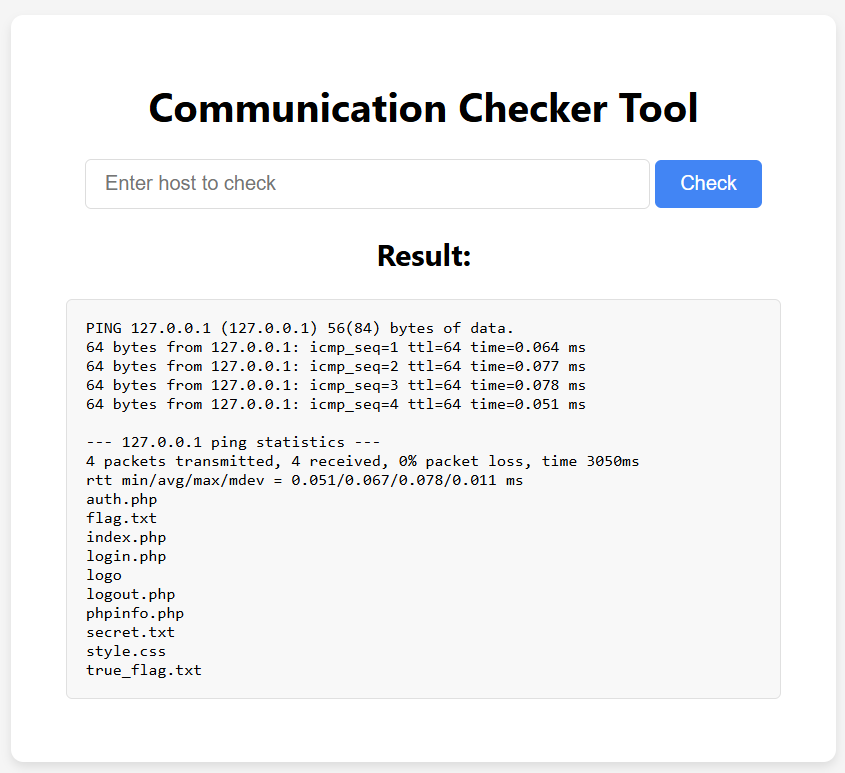 Communication Checker Tool
Enter host to check
Check
Result:
PING 127.0.0.1 (127.0.0.1) 56(84) bytes of data.
64 bytes from 127.0.0.1: icmp_seq=1 ttl=64 time=0.064 ms
64 bytes from 127.0.0.1: icmp_seq=2 ttl=64 time=0.077 ms
64 bytes from 127.0.0.1: icmp_seq=3 ttl=64 time=0.078 ms
64 bytes from 127.0.0.1: icmp_seq=4 ttl=64 time=0.051 ms
--- 127.0.0.1 ping statistics ---
4 packets transmitted, 4 received, 0% packet loss, time 3050ms
rtt min/avg/max/mdev = 0.051/0.067/0.078/0.011 ms
auth.php
flag.txt
index.php
login.php
logo
logout.php
phpinfo.php
secret.txt
style.css
true_flag.txt